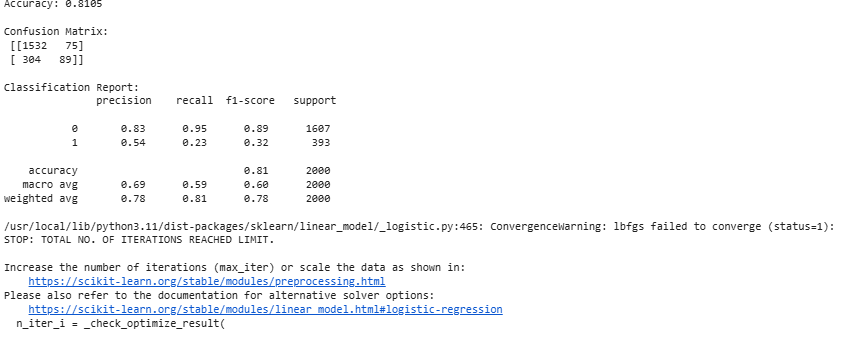 Accuracy: 0.8105
Confusion Matrix:
[[1532 75]
[ 304 89]]
Classification Report:
precision recall f1-score support
0 0.83 0.95 0.89 1607
1 0.54 0.23 0.32 393
accuracy 0.81 2000
macro avg 0.69 0.59 0.60 2000
weighted avg 0.78 0.81 0.78 2000
/usr/local/lib/python3.11/dist-packages/sklearn/linear_model/_logistic.py:465: ConvergenceWarning: lbfgs failed to converge (status=1):
STOP: TOTAL NO. OF ITERATIONS REACHED LIMIT.
Increase the number of iterations (max_iter) or scale the data as shown in:
https://scikit-learn.org/stable/modules/preprocessing.html
Please also refer to the documentation for alternative solver options:
https://scikit-learn.org/stable/modules/linear_model.html#logistic-regression
n_iter_i = _check_optimize_result(